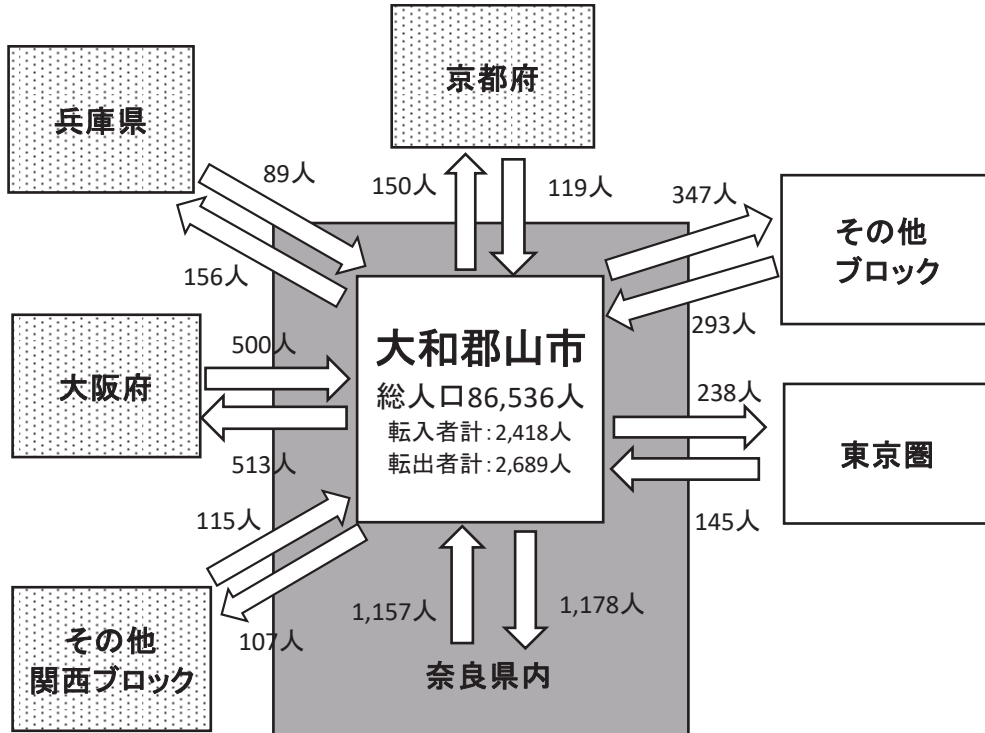 京都府
兵庫県
89人
150人
119人
347人
その他
ブロック
156人
293人
大和郡山市
総人口86,536人
転入者計:2,418人
転出者計:2,689人
500人
大阪府
513人
238人
東京圏
145人
115人
その他
関西ブロック
107人
1,157人
1,178人
奈良県内